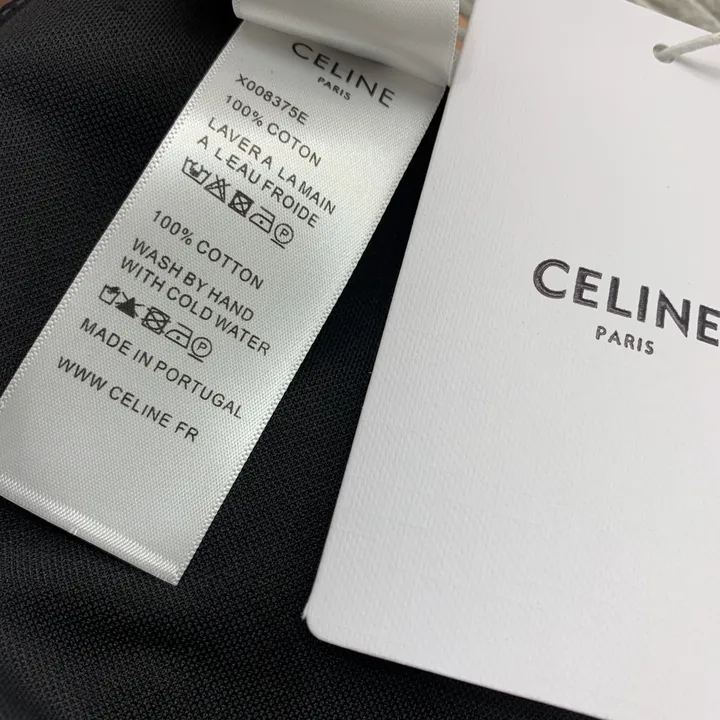 CELINE
PARIS
X008375E
100% COTON
LAVER A LA MAIN
A L EAU FROIDE
P
100% COTTON
WASH BY HAND
WITH COLD WATER
P
MADE IN PORTUGAL
WWW CELINE FR
CELINE
PARIS